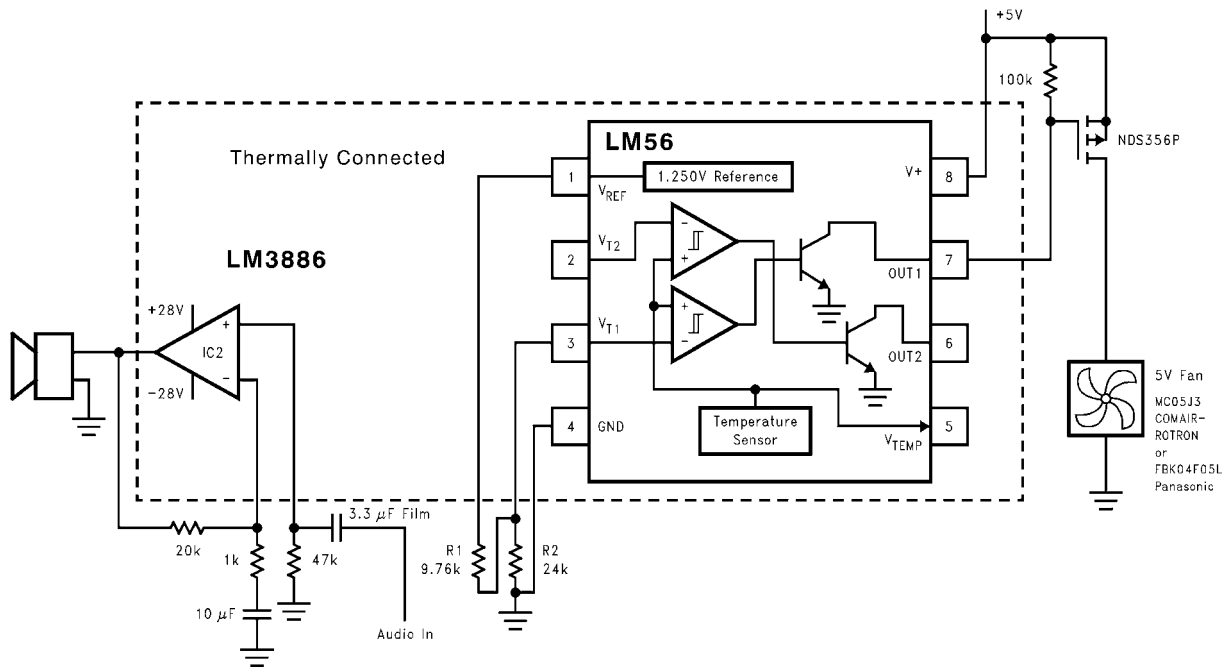 +5V
100k
NDS356P
LM56
Thermally Connected
1
1.250V Reference
V+
8
VREF
2
VT2
−
+
OUT1
7
LM3886
+28V
+
IC2
−
−28V
3
VT1
+
−
OUT2
6
4
GND
Temperature
Sensor
VTEMP
5
5V Fan
MC05J3
COMAIR-
ROTRON
or
FBK04F05L
Panasonic
3.3 μF Film
20k
1k
47k
R1
9.76k
R2
24k
10 μF
Audio In